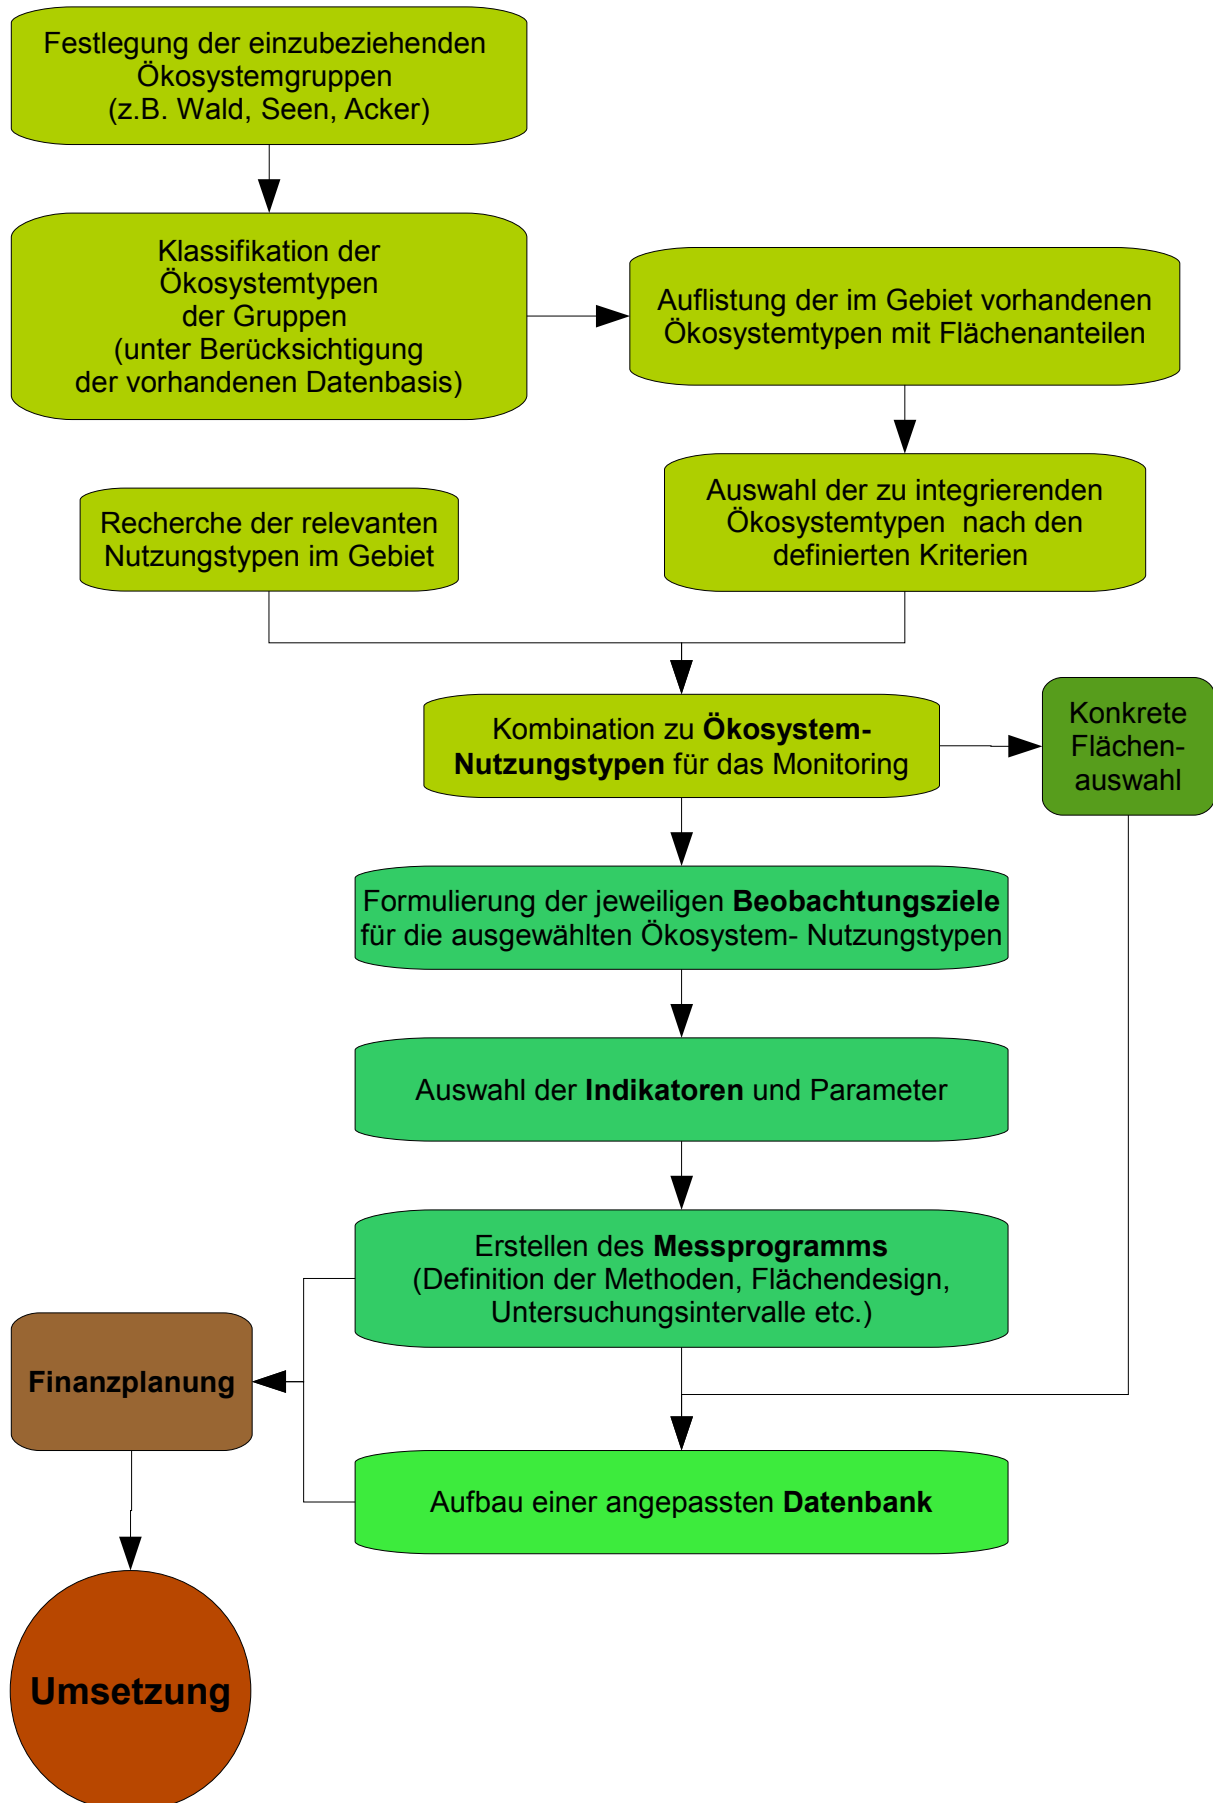 Festlegung der einzubeziehenden
Ökosystemgruppen
(z.B. Wald, Seen, Acker)
Klassifikation der
Ökosystemtypen
der Gruppen
(unter Berücksichtigung
der vorhandenen Datenbasis)
Auflistung der im Gebiet vorhandenen
Ökosystemtypen mit Flächenanteilen
Auswahl der zu integrierenden
Ökosystemtypen nach den
definierten Kriterien
Recherche der relevanten
Nutzungstypen im Gebiet
Kombination zu Ökosystem-
Nutzungstypen für das Monitoring
Konkrete
Flächen-
auswahl
Formulierung der jeweiligen Beobachtungsziele
für die ausgewählten Ökosystem- Nutzungstypen
Auswahl der Indikatoren und Parameter
Erstellen des Messprogramms
(Definition der Methoden, Flächendesign,
Untersuchungsintervalle etc.)
Finanzplanung
Aufbau einer angepassten Datenbank
Umsetzung